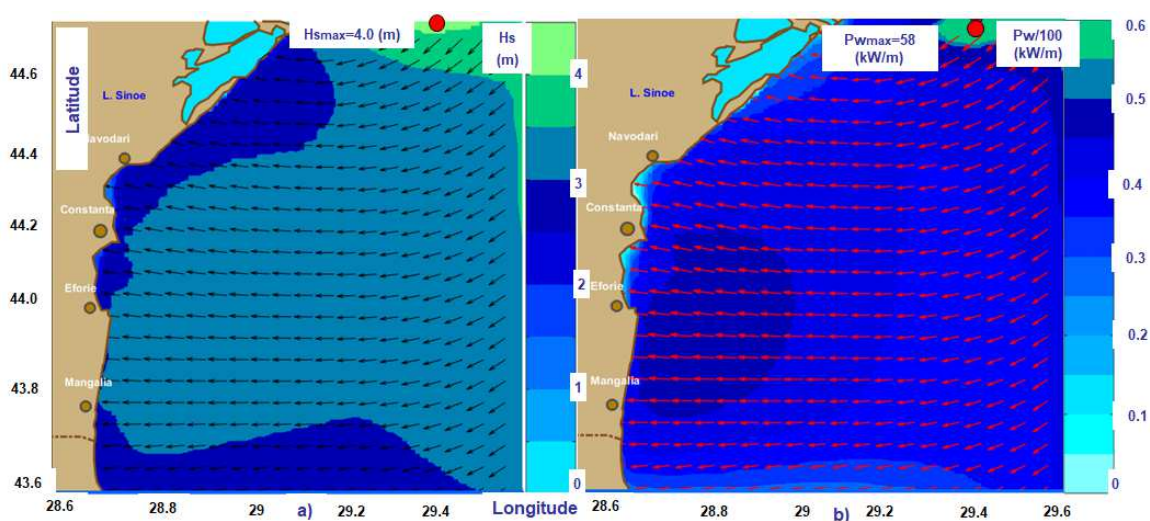 Hsmax=4.0 (m)
Hs
(m)
Latitude
L. Sinoe
Navodari
Constanta
Eforie
Mangalia
44.6
44.4
44.2
44.0
43.8
43.6
28.6
28.8
29
29.2
29.4
a)
Longitude
4
3
2
1
0
Pwmax=58
(kW/m)
Pw/100
(kW/m)
L. Sinoe
Navodari
Constanta
Eforie
Mangalia
28.6
28.8
29
29.2
29.4
b)
0.6
0.5
0.4
0.3
0.2
0.1
0